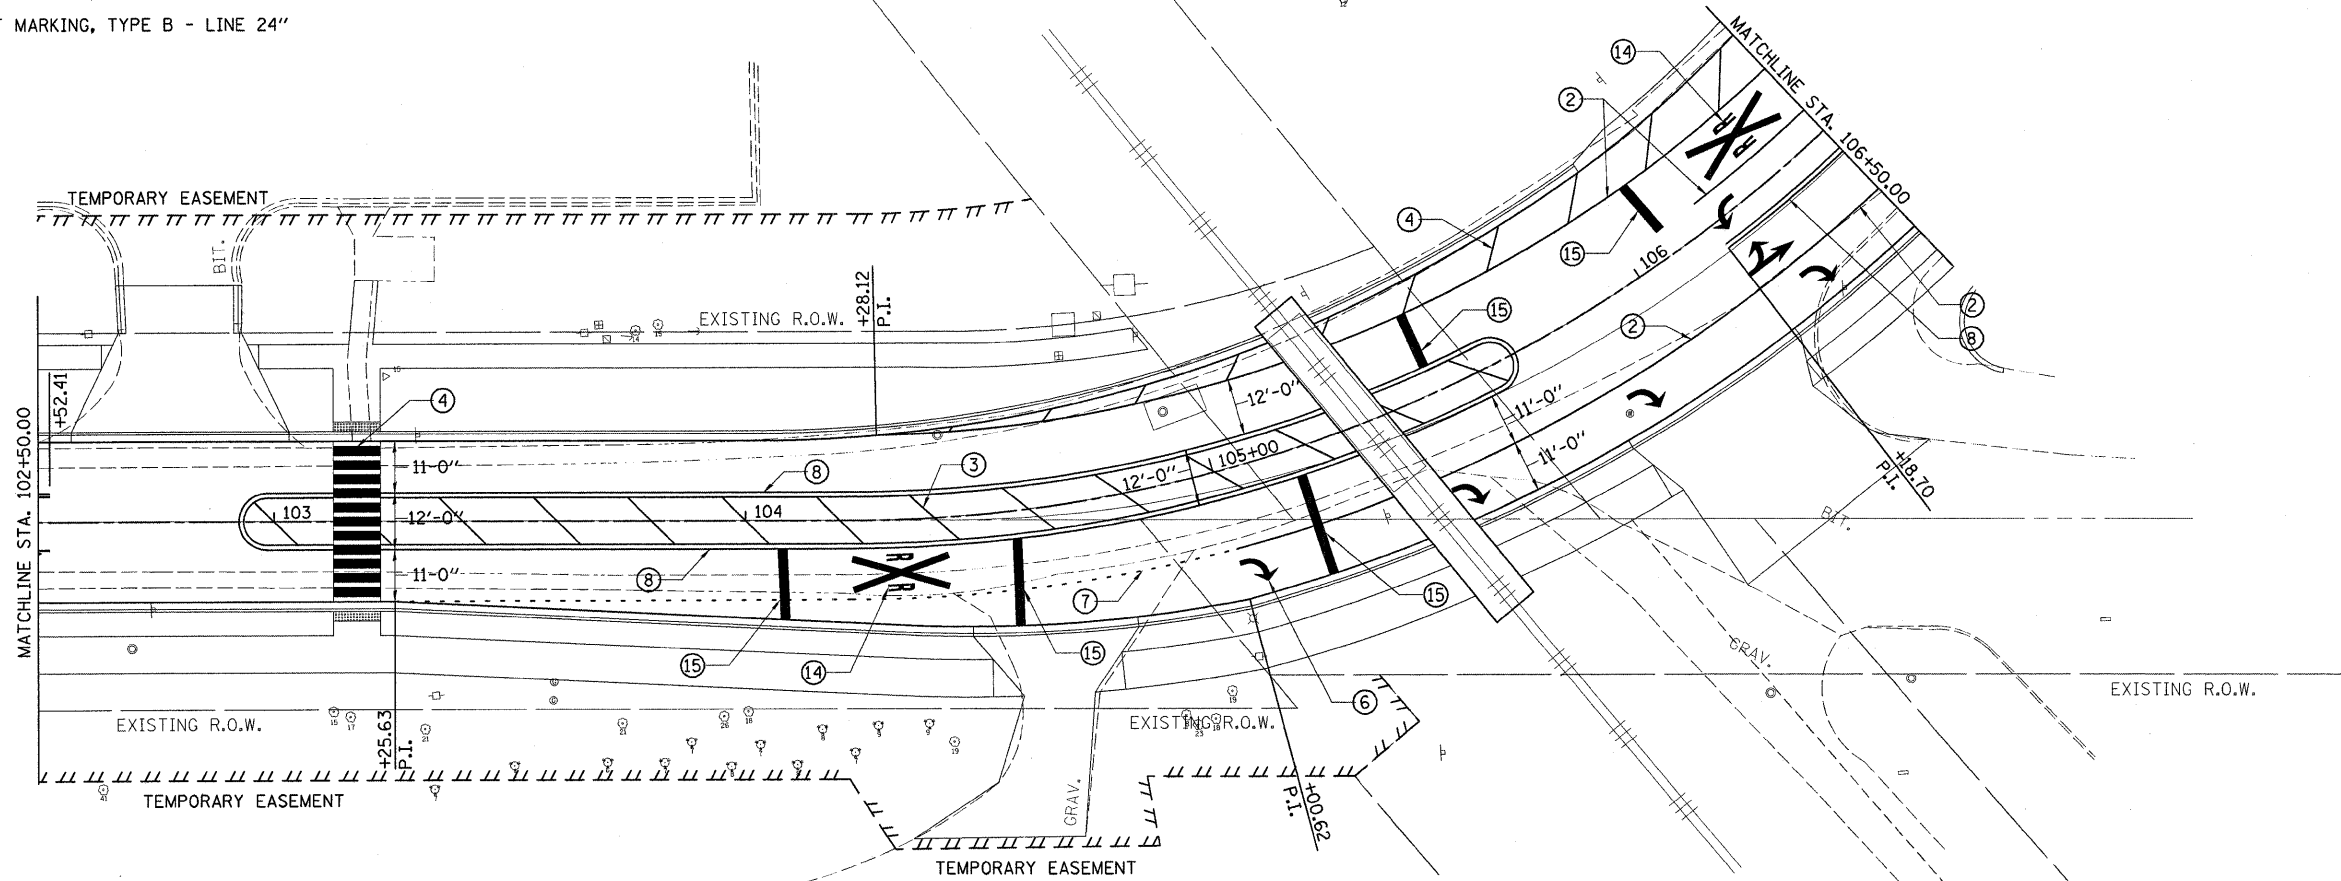 T MARKING, TYPE B - LINE 24"
MATCHLINE STA. 106+50.00
14
2
R R
TEMPORARY EASEMENT
BIT.
4
15
106
+28.12
P.I.
EXISTING R.O.W.
15
2
2
8
MATCHLINE STA. 102+50.00
+52.41
4
12'-0"
11'-0"
11'-0"
+18.70
P.I.
BIT.
11-0"
8
3
12'-0"
105+00
103
12'-0"
104
11-0"
8
R R
7
15
15
14
15
6
GRAV.
EXISTING R.O.W.
EXISTING R.O.W.
EXISTING R.O.W.
+25.63
P.I.
GRAV.
+00.62
P.I.
TEMPORARY EASEMENT
TEMPORARY EASEMENT